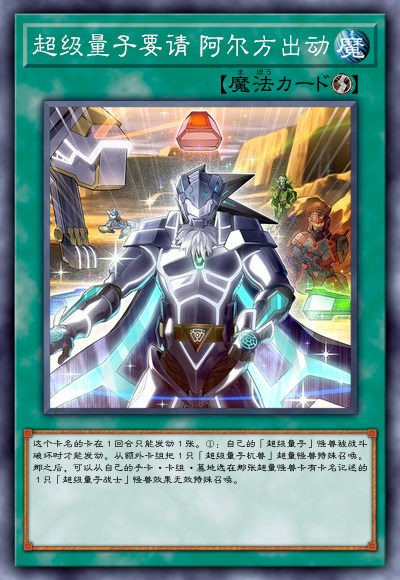 超级量子要请 阿尔方出动
魔
まほう
【魔法カード】
这个卡名的卡在1回合只能发动1张。①：自己的「超级量子」怪兽被战斗
破坏时才能发动。从额外卡组把1只「超级量子机兽」超量怪兽特殊召唤。
那之后，可以从自己的手卡·卡组·墓地选在那张超量怪兽卡有卡名记述的
1只「超级量子战士」怪兽效果无效特殊召唤。